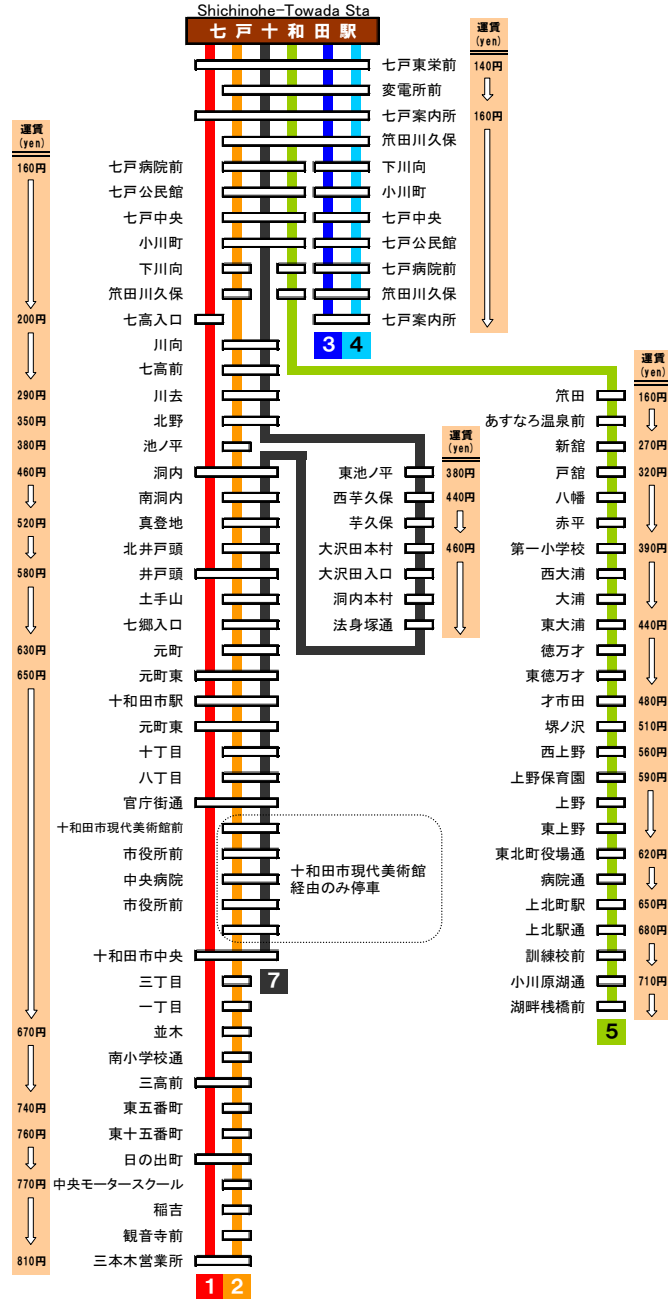 Shichinohe-Towada Sta
七戸十和田駅
運賃
(yen)
140円
160円
七戸東栄前
変電所前
七戸案内所
笊田川久保
下川向
小川町
七戸中央
七戸公民館
七戸病院前
笊田川久保
七戸案内所
3
4
運賃
(yen)
160円
200円
290円
350円
380円
460円
520円
580円
630円
650円
670円
740円
760円
770円
810円
七戸病院前
七戸公民館
七戸中央
小川町
下川向
笊田川久保
七高入口
川向
七高前
川去
北野
池ノ平
洞内
南洞内
真登地
北井戸頭
井戸頭
土手山
七郷入口
元町
元町東
十和田市駅
元町東
十丁目
八丁目
官庁街通
十和田市現代美術館前
市役所前
中央病院
市役所前
十和田市現代美術館
経由のみ停車
十和田市中央
7
三丁目
一丁目
並木
南小学校通
三高前
東五番町
東十五番町
日の出町
中央モータースクール
稲吉
観音寺前
三本木営業所
1
2
運賃
(yen)
380円
440円
460円
東池ノ平
西芋久保
芋久保
大沢田本村
大沢田入口
洞内本村
法身塚通
運賃
(yen)
160円
270円
320円
390円
440円
480円
510円
560円
590円
620円
650円
680円
710円
笊田
あすなろ温泉前
新舘
戸舘
八幡
赤平
第一小学校
西大浦
大浦
東大浦
徳万才
東徳万才
才市田
堺ノ沢
西上野
上野保育園
上野
東上野
東北町役場通
病院通
上北町駅
上北駅通
訓練校前
小川原湖通
湖畔桟橋前
5